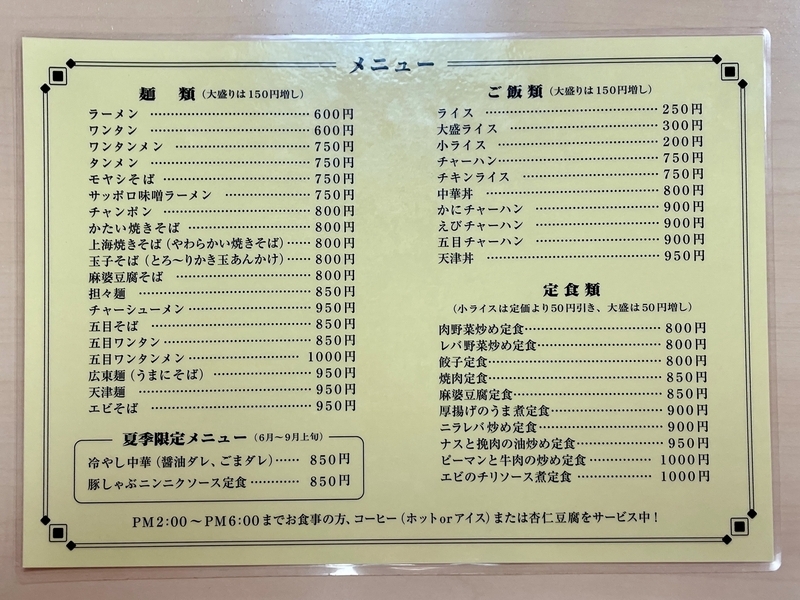 メニュー
麺 類（大盛りは150円増し）
ラーメン 600円
ワンタン 600円
ワンタンメン 750円
タンメン 750円
モヤシそば 750円
サッポロ味噌ラーメン 750円
チャンポン 800円
かたい焼きそば 800円
上海焼きそば（やわらかい焼きそば） 800円
玉子そば（とろ〜りかき玉あんかけ） 800円
麻婆豆腐そば 800円
担々麺 850円
チャーシューメン 950円
五目そば 850円
五目ワンタン 850円
五目ワンタンメン 1000円
広東麺（うまにそば） 950円
天津麺 950円
エビそば 950円
夏季限定メニュー（6月〜9月上旬）
冷やし中華（醤油ダレ、ごまダレ） 850円
豚しゃぶニンニクソース定食 850円
ご飯類（大盛りは150円増し）
ライス 250円
大盛ライス 300円
小ライス 200円
チャーハン 750円
チキンライス 750円
中華丼 800円
かにチャーハン 900円
えびチャーハン 900円
五目チャーハン 900円
天津丼 950円
定食類
（小ライスは定価より50円引き、大盛は50円増し）
肉野菜炒め定食 800円
レバ野菜炒め定食 800円
餃子定食 800円
焼肉定食 850円
麻婆豆腐定食 850円
厚揚げのうま煮定食 900円
ニラレバ炒め定食 900円
ナスと挽肉の油炒め定食 950円
ピーマンと牛肉の炒め定食 1000円
エビのチリソース煮定食 1000円
PM2:00〜PM6:00までお食事の方、コーヒー（ホットorアイス）または杏仁豆腐をサービス中！